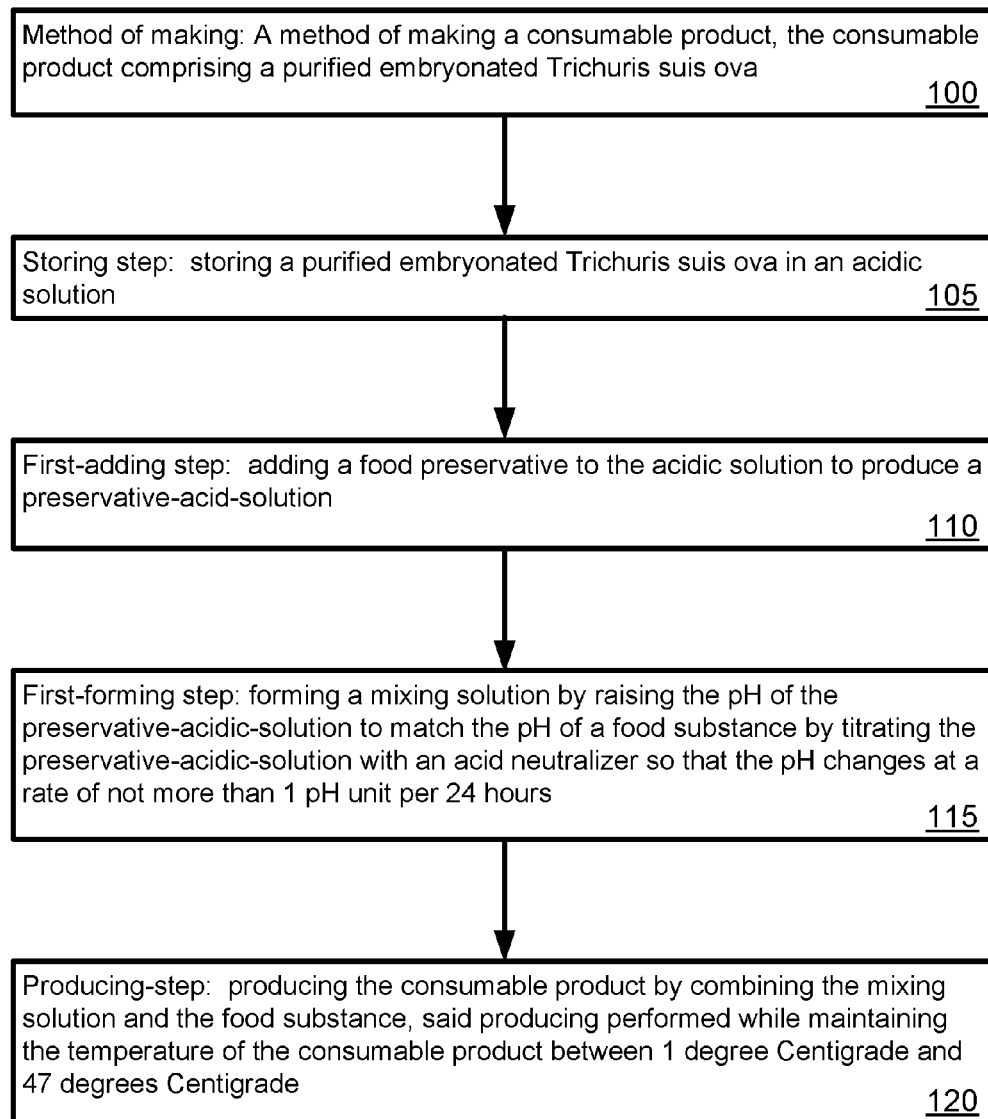 Method of making: A method of making a consumable product, the consumable
product comprising a purified embryonated Trichuris suis ova
100
Storing step: storing a purified embryonated Trichuris suis ova in an acidic
solution
105
First-adding step: adding a food preservative to the acidic solution to produce a
preservative-acid-solution
110
First-forming step: forming a mixing solution by raising the pH of the
preservative-acidic-solution to match the pH of a food substance by titrating the
preservative-acidic-solution with an acid neutralizer so that the pH changes at a
rate of not more than 1 pH unit per 24 hours
115
Producing-step: producing the consumable product by combining the mixing
solution and the food substance, said producing performed while maintaining
the temperature of the consumable product between 1 degree Centigrade and
47 degrees Centigrade
120